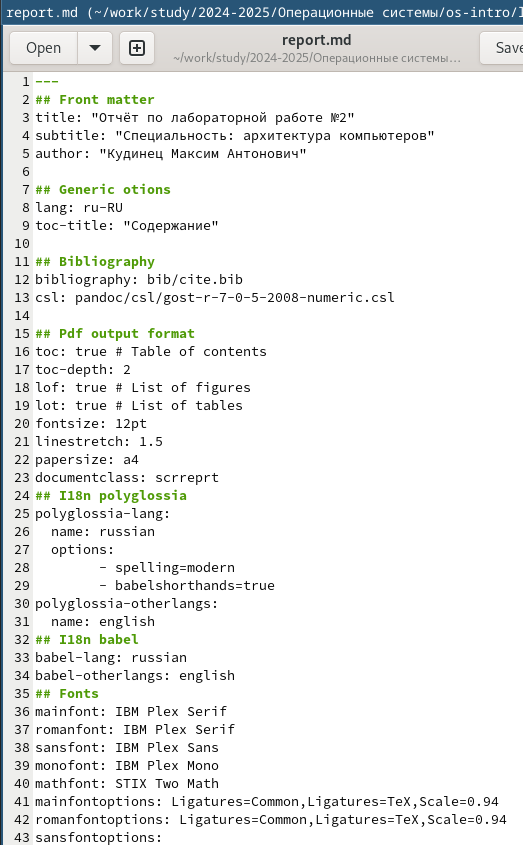 report.md (~/work/study/2024-2025/Операционные системы/os-intro/
Open
report.md
~/work/study/2024-2025/Операционные системы…
Save
1 ---
2 ## Front matter
3 title: "Отчёт по лабораторной работе №2"
4 subtitle: "Специальность: архитектура компьютеров"
5 author: "Кудинец Максим Антонович"
6
7 ## Generic otions
8 lang: ru-RU
9 toc-title: "Содержание"
10
11 ## Bibliography
12 bibliography: bib/cite.bib
13 csl: pandoc/csl/gost-r-7-0-5-2008-numeric.csl
14
15 ## Pdf output format
16 toc: true # Table of contents
17 toc-depth: 2
18 lof: true # List of figures
19 lot: true # List of tables
20 fontsize: 12pt
21 linestretch: 1.5
22 papersize: a4
23 documentclass: scrreprt
24 ## I18n polyglossia
25 polyglossia-lang:
26   name: russian
27   options:
28         - spelling=modern
29         - babelshorthands=true
30 polyglossia-otherlangs:
31   name: english
32 ## I18n babel
33 babel-lang: russian
34 babel-otherlangs: english
35 ## Fonts
36 mainfont: IBM Plex Serif
37 romanfont: IBM Plex Serif
38 sansfont: IBM Plex Sans
39 monofont: IBM Plex Mono
40 mathfont: STIX Two Math
41 mainfontoptions: Ligatures=Common,Ligatures=TeX,Scale=0.94
42 romanfontoptions: Ligatures=Common,Ligatures=TeX,Scale=0.94
43 sansfontoptions: